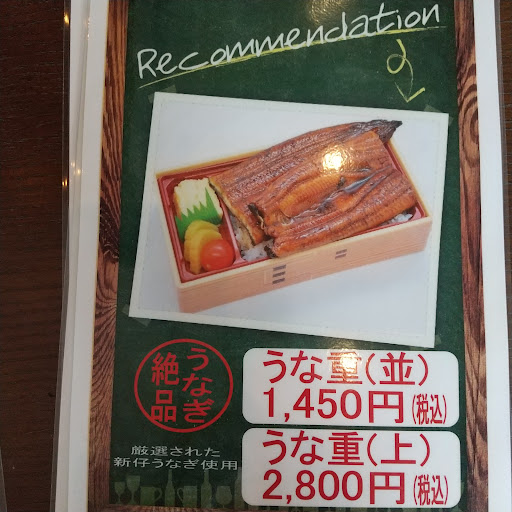 Recommendation
うなぎ
絶品
厳選された
新仔うなぎ使用
うな重(並)
1,450円(税込)
うな重(上)
2,800円(税込)